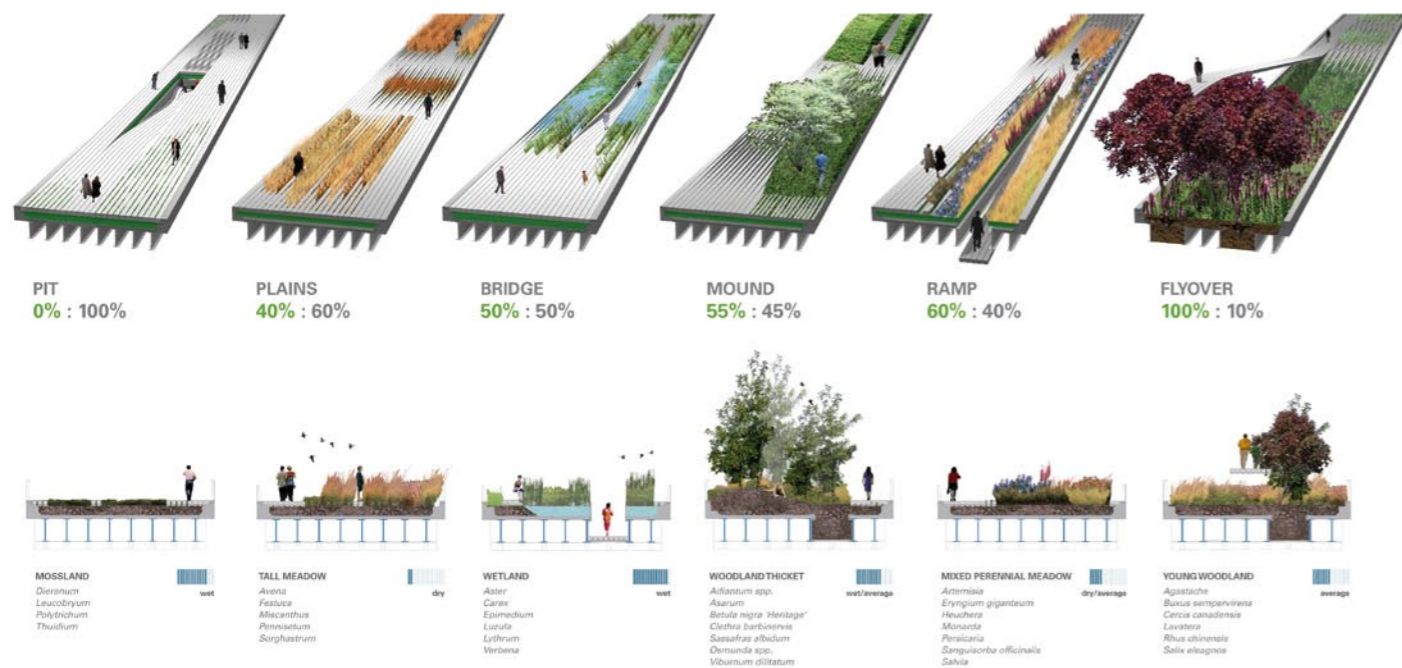 PIT
0% : 100%
PLAINS
40% : 60%
BRIDGE
50% : 50%
MOUND
55% : 45%
RAMP
60% : 40%
FLYOVER
100% : 10%
MOSSLAND
wet
Dicranum
Leucobryum
Polytrichum
Thuidium
TALL MEADOW
dry
Avena
Festuca
Miscanthus
Pennisetum
Sorghastrum
WETLAND
wet
Aster
Carex
Epimedium
Luzula
Lythrum
Verbena
WOODLAND THICKET
wet/average
Adiantum spp.
Asarum
Betula nigra 'Heritage'
Clethra barbinervis
Sassafras albidum
Osmunda spp.
Viburnum dilitatum
MIXED PERENNIAL MEADOW
dry/average
Artemisia
Eryngium giganteum
Heuchera
Monarda
Persicaria
Sanguisorba officinalis
Salvia
YOUNG WOODLAND
average
Agastache
Buxus sempervirens
Cercis canadensis
Lavatera
Rhus chinensis
Salix eleagnos